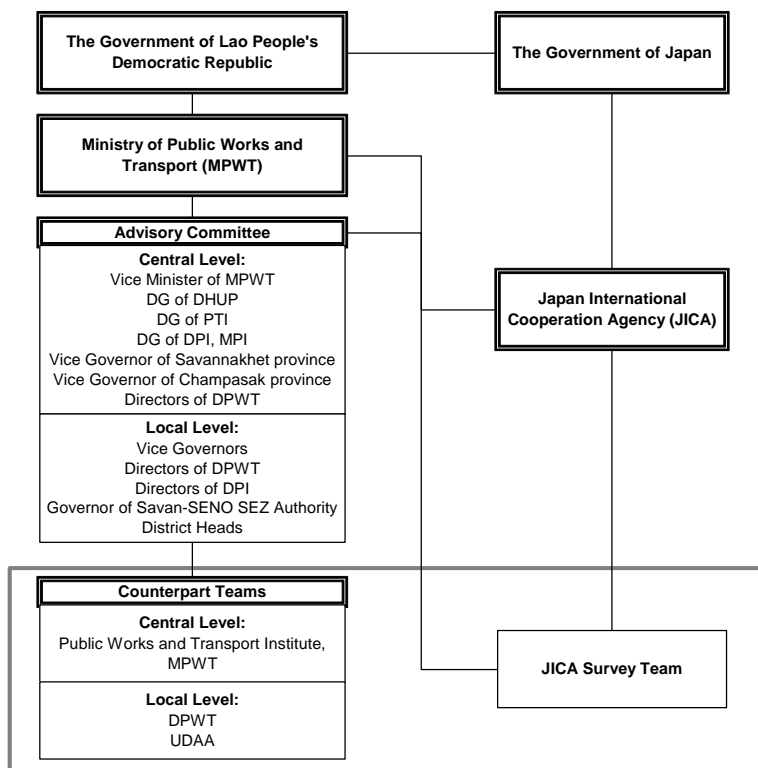 The Government of Lao People's
Democratic Republic
The Government of Japan
Ministry of Public Works and
Transport (MPWT)
Advisory Committee
Central Level:
Vice Minister of MPWT
DG of DHUP
DG of PTI
DG of DPI, MPI
Vice Governor of Savannakhet province
Vice Governor of Champasak province
Directors of DPWT
Local Level:
Vice Governors
Directors of DPWT
Directors of DPI
Governor of Savan-SENO SEZ Authority
District Heads
Japan International
Cooperation Agency (JICA)
Counterpart Teams
Central Level:
Public Works and Transport Institute,
MPWT
Local Level:
DPWT
UDAA
JICA Survey Team